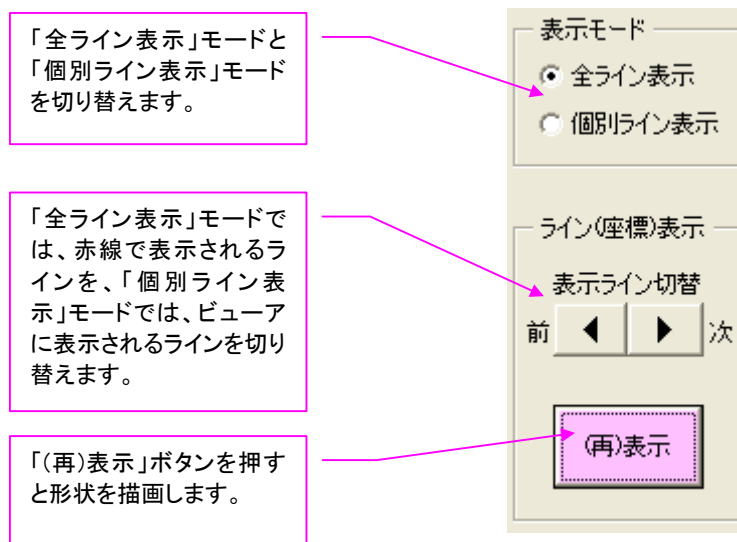 「全ライン表示」モードと
「個別ライン表示」モード
を切り替えます。
表示モード
全ライン表示
個別ライン表示
「全ライン表示」モードで
は、赤線で表示されるラ
インを、「個別ライン表
示」モードでは、ビューア
に表示されるラインを切り
替えます。
ライン(座標)表示
表示ライン切替
前
次
「(再)表示」ボタンを押す
と形状を描画します。
(再)表示